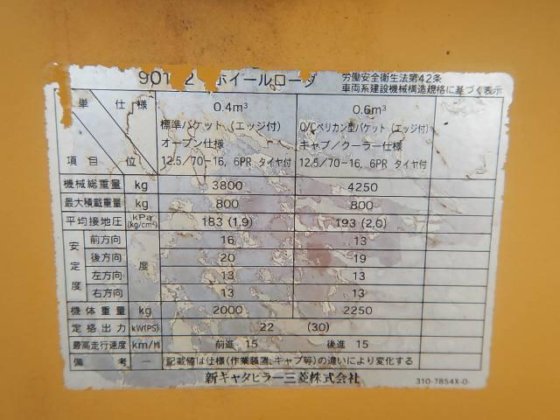 901 2 ホイールローダ 労働安全衛生法第42条
車両系建設機械構造規格に基づく表示
単 仕様 0.4m³ 0.6m³
標準バケット(エッジ付) O/Cペリカン型バケット(エッジ付)
オープン仕様 キャブ/クーラー仕様
項目 位 12.5/70-16, 6PR タイヤ付 12.5/70-16, 6PR タイヤ付
機械総重量 kg 3800 4250
最大積載重量 kg 800 800
平均接地圧 kPa (kg/cm²) 183 (1.9) 193 (2.0)
安定度 前方向 度 16 13
後方向 20 19
左方向 13 13
右方向 13 13
機体重量 kg 2000 2250
定格出力 kW(PS) 22 (30)
最高走行速度 km/h 前進 15 後進 15
備考 — 記載値は仕様(作業装置、キャブ等)の違いにより変化する
新キャタピラー三菱株式会社 310-7854X-0